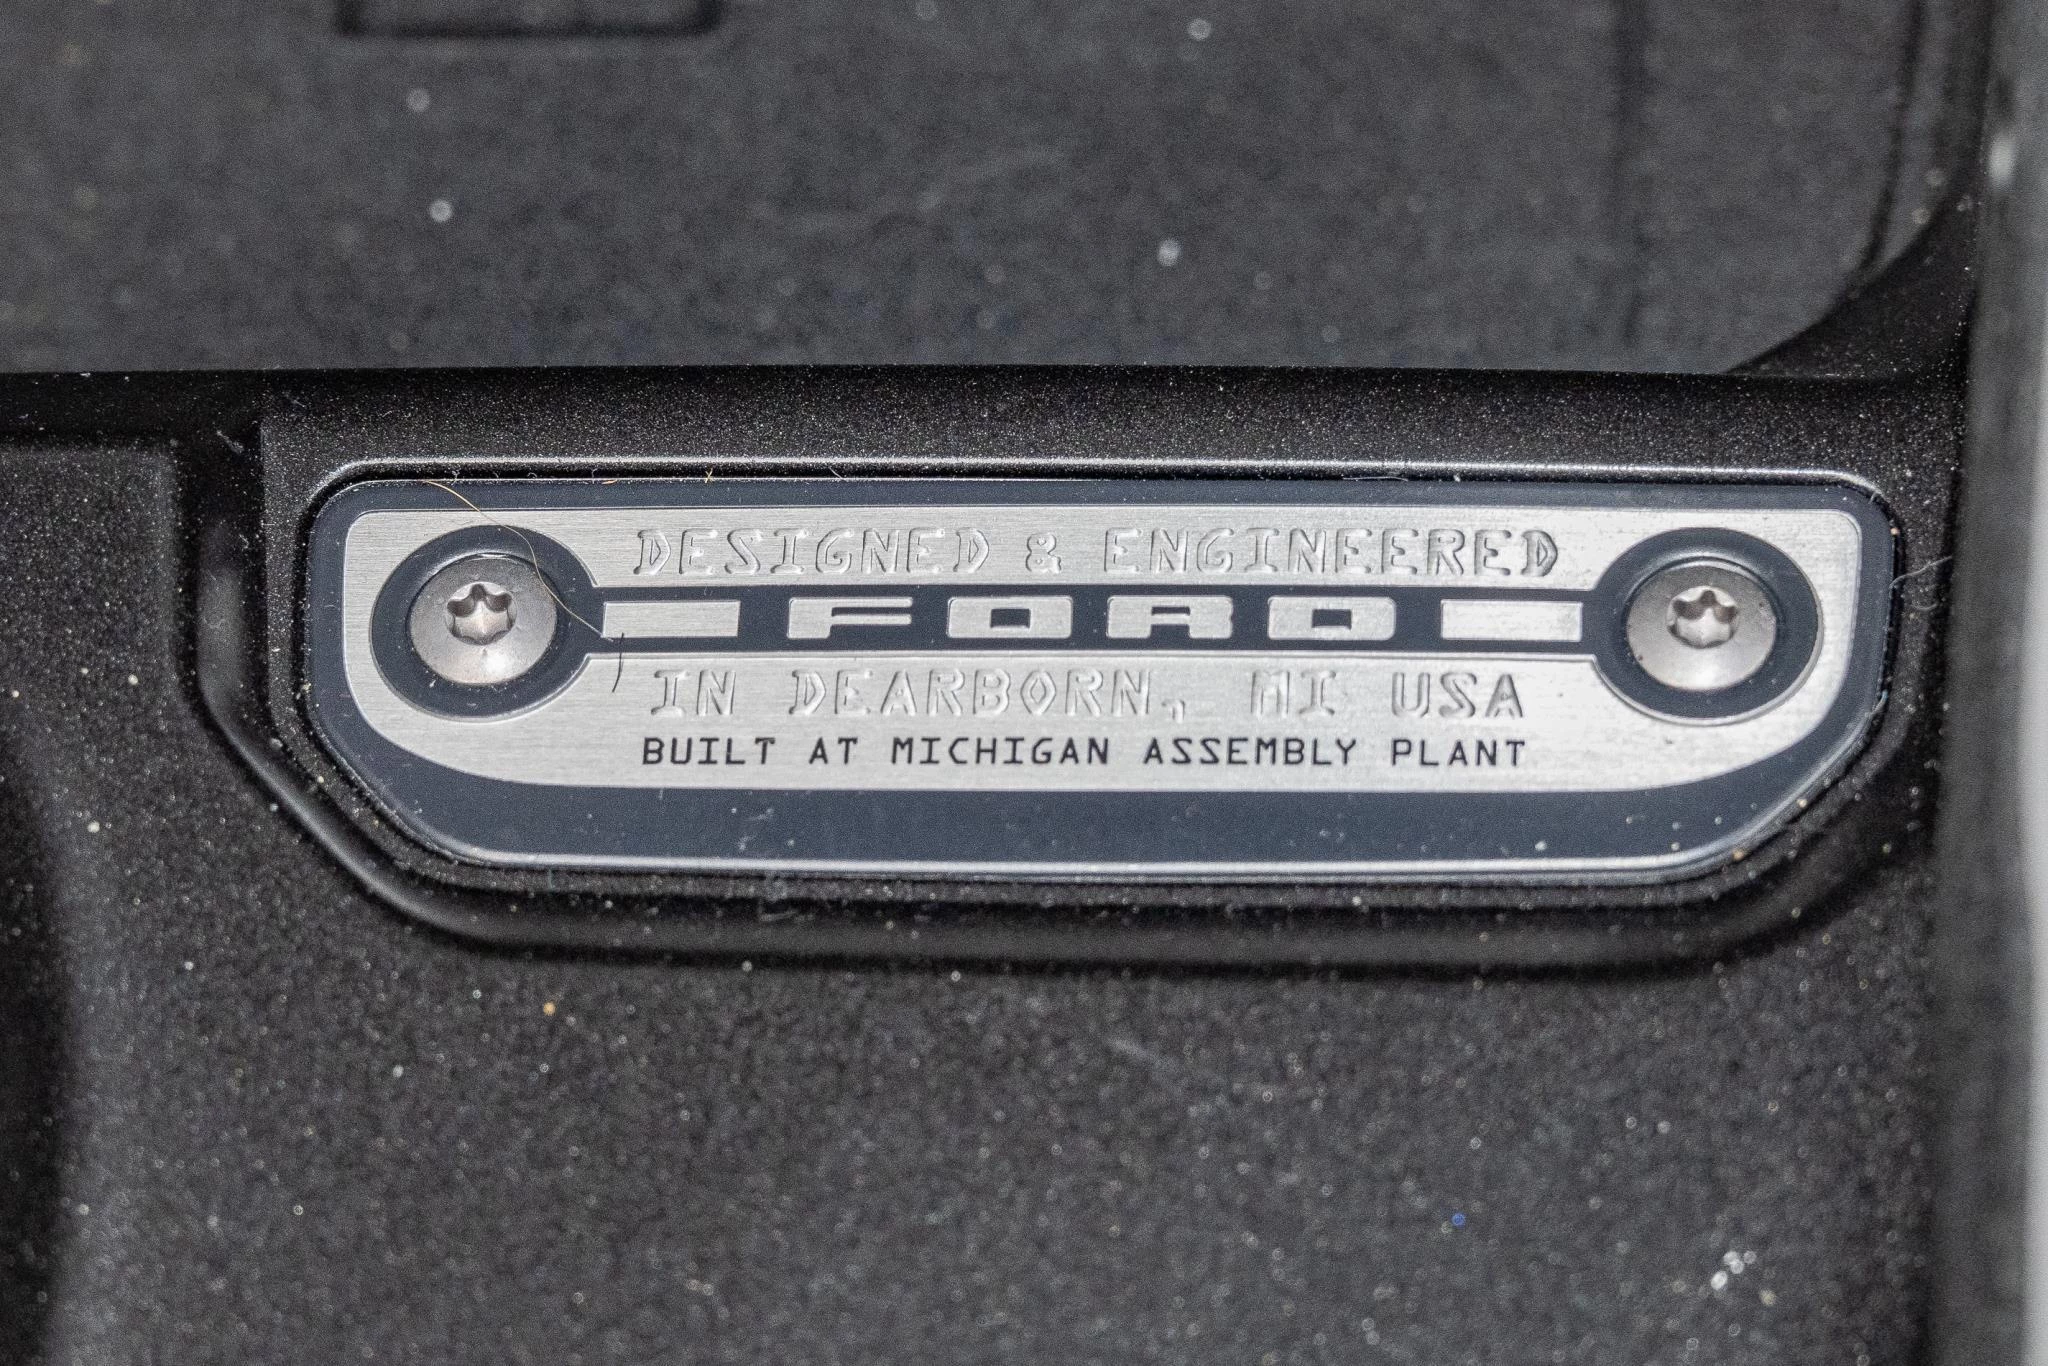 DESIGNED & ENGINEERED
FORD
IN DEARBORN, MI USA
BUILT AT MICHIGAN ASSEMBLY PLANT